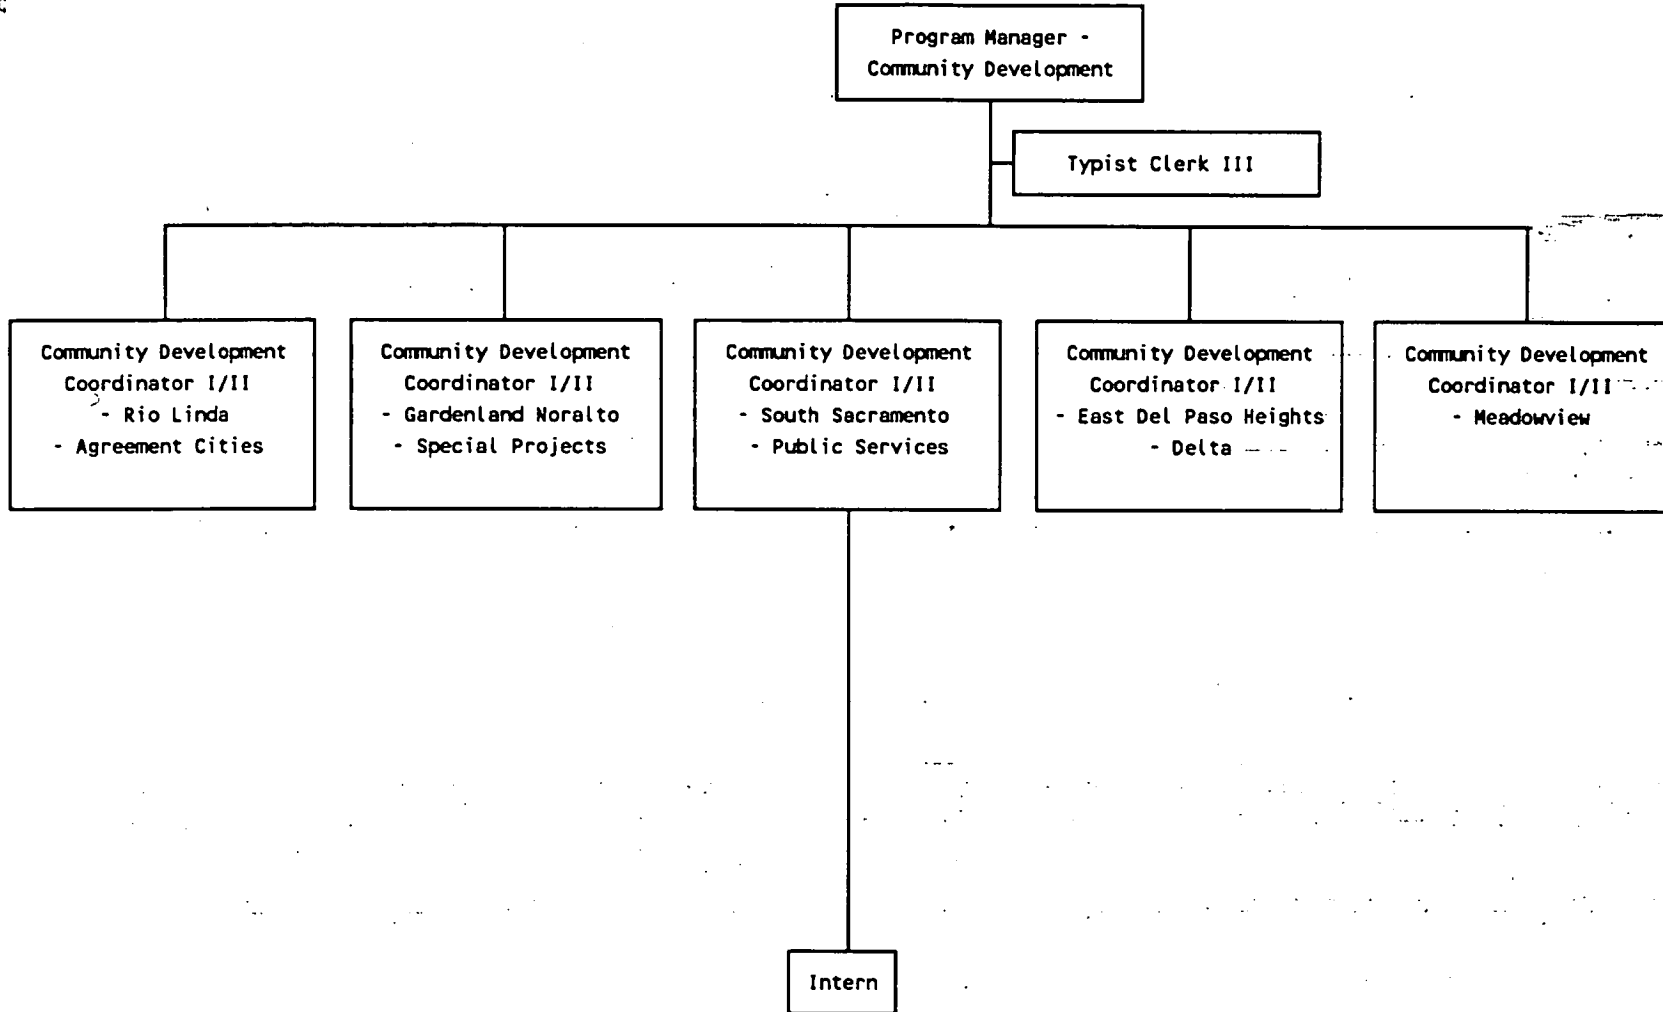 Program Manager -
Community Development
Typist Clerk III
Community Development
Coordinator I/II
- Rio Linda
- Agreement Cities
Community Development
Coordinator I/II
- Gardenland Noralto
- Special Projects
Community Development
Coordinator I/II
- South Sacramento
- Public Services
Community Development
Coordinator I/II
- East Del Paso Heights
- Delta
Community Development
Coordinator I/II
- Meadowview
Intern